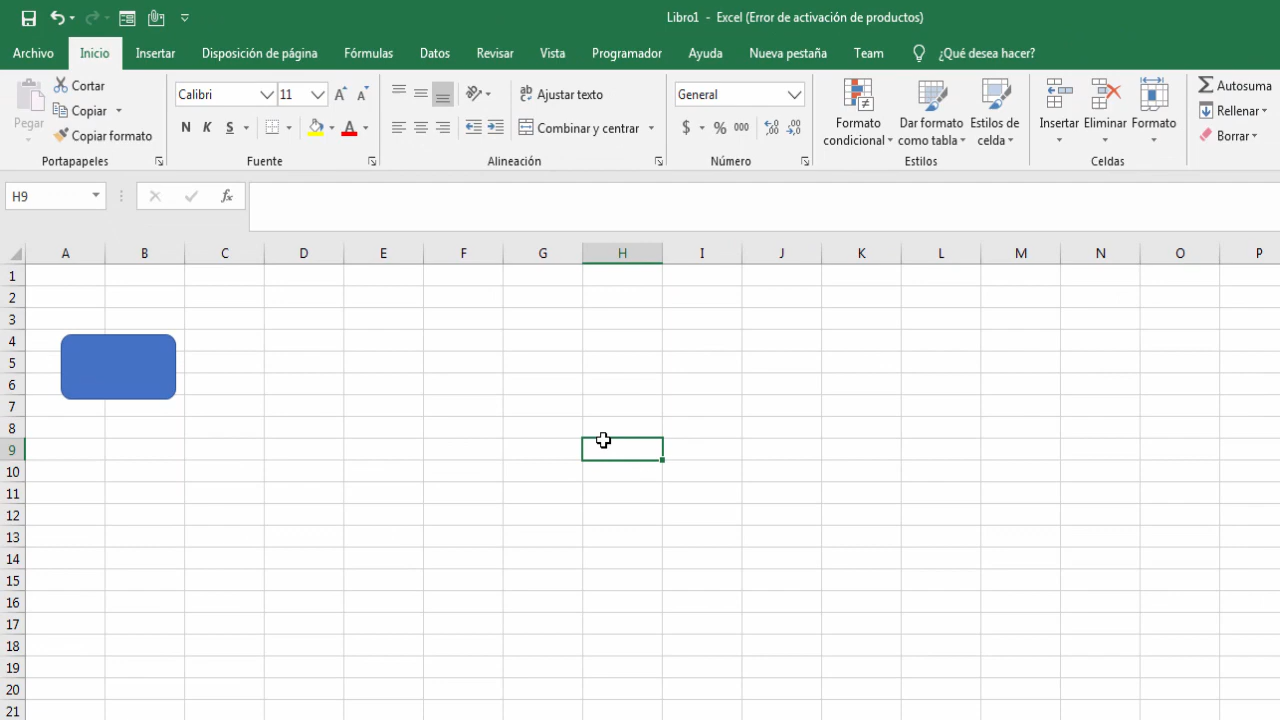 Libro1 - Excel (Error de activación de productos)
Archivo Inicio Insertar Disposición de página Fórmulas Datos Revisar Vista Programador Ayuda Nueva pestaña Team ¿Qué desea hacer?
Pegar
Cortar
Copiar
Copiar formato
Portapapeles
Calibri 11
N K S
Fuente
Ajustar texto
Combinar y centrar
Alineación
General
$ % 000
Número
Formato condicional
Dar formato como tabla
Estilos de celda
Estilos
Insertar Eliminar Formato
Celdas
Autosuma
Rellenar
Borrar
H9 fx
A B C D E F G H I J K L M N O P
1
2
3
4
5
6
7
8
9
10
11
12
13
14
15
16
17
18
19
20
21